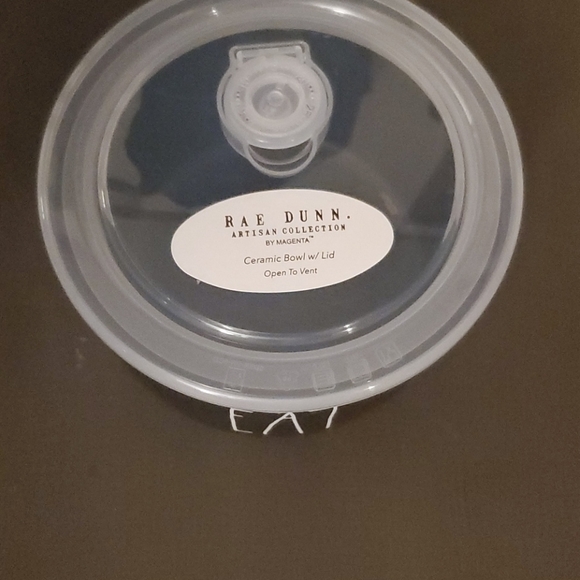 RAE DUNN.
ARTISAN COLLECTION
BY MAGENTA™
Ceramic Bowl w/ Lid
Open To Vent
EAT